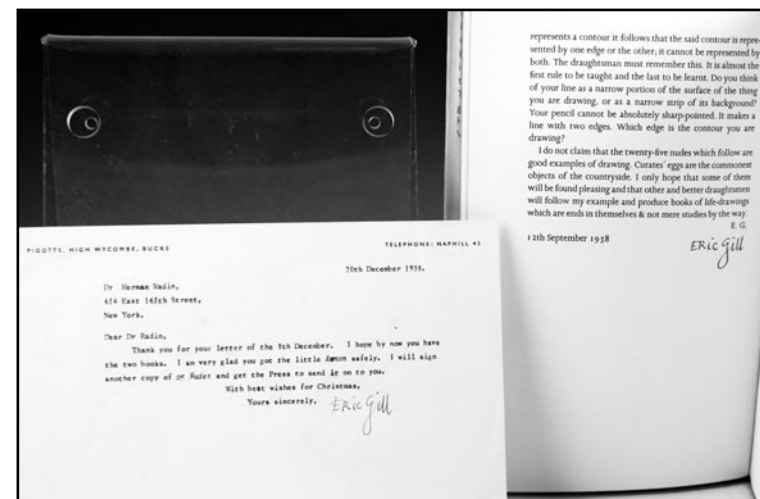 represents a contour it follows that the said contour is repre-
sented by one edge or the other; it cannot be represented by
both. The draughtsman must remember this. It is almost the
first rule to be taught and the last to be learnt. Do you think
of your line as a narrow portion of the surface of the thing
you are drawing, or as a narrow strip of its background?
Your pencil cannot be absolutely sharp-pointed. It makes a
line with two edges. Which edge is the contour you are
drawing?
I do not claim that the twenty-five nudes which follow are
good examples of drawing. Curates' eggs are the commonest
objects of the countryside. I only hope that some of them
will be found pleasing and that other and better draughtsmen
will follow my example and produce books of life-drawings
which are ends in themselves & not mere studies by the way.
E. G.
12th September 1938
Eric Gill
PIGOTTS, HIGH WYCOMBE, BUCKS TELEPHONE: NAPHILL 42
20th December 1938.
Dr Herman Radin,
East 165th Street,
New York.
Dear Dr Radin,
Thank you for your letter of the December. I hope by now you have
the two books. I am very glad you got the little safely. I will sign
another copy of 25 Nudes and get the Press to send it on to you.
With best wishes for Christmas,
Yours sincerely, Eric Gill